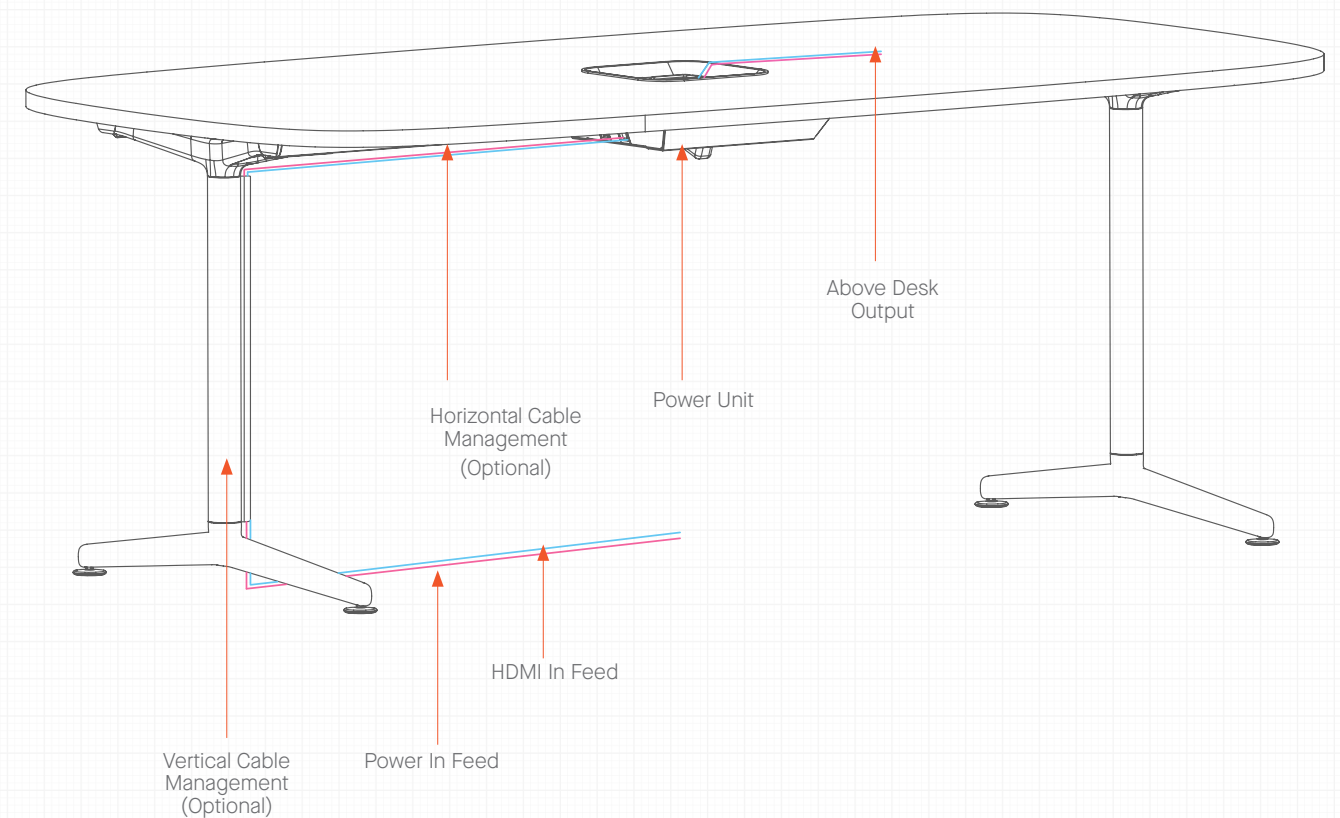 Above Desk
Output
Power Unit
Horizontal Cable
Management
(Optional)
HDMI In Feed
Vertical Cable
Management
(Optional)
Power In Feed